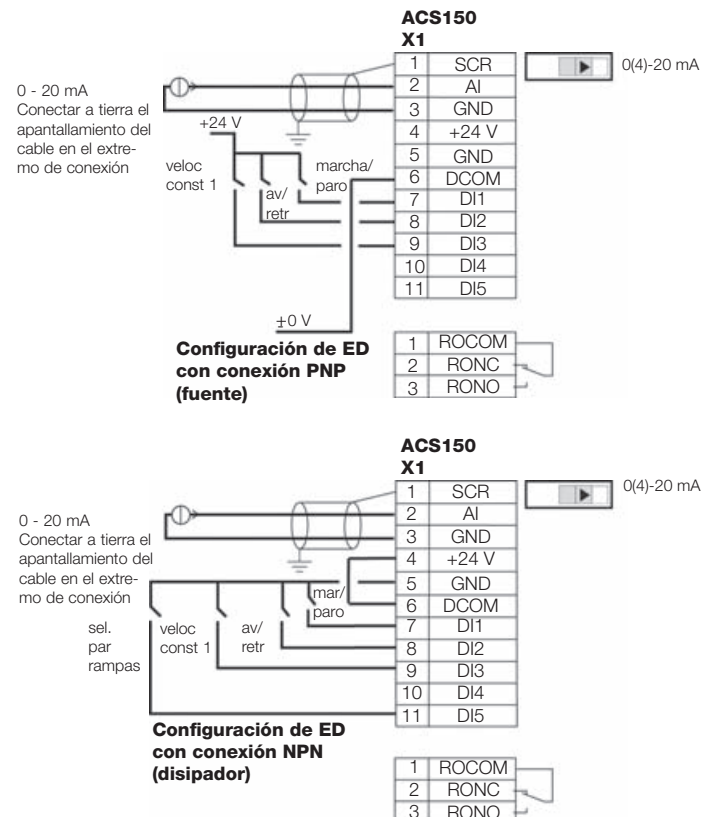 ACS150
X1
0 - 20 mA
Conectar a tierra el
apantallamiento del
cable en el extre-
mo de conexión
+24 V
veloc
const 1
av/
retr
marcha/
paro
±0 V
1 SCR
2 AI
3 GND
4 +24 V
5 GND
6 DCOM
7 DI1
8 DI2
9 DI3
10 DI4
11 DI5
0(4)-20 mA
Configuración de ED
con conexión PNP
(fuente)
1 ROCOM
2 RONC
3 RONO
ACS150
X1
0 - 20 mA
Conectar a tierra el
apantallamiento del
cable en el extre-
mo de conexión
sel.
par
rampas
veloc
const 1
av/
retr
mar/
paro
1 SCR
2 AI
3 GND
4 +24 V
5 GND
6 DCOM
7 DI1
8 DI2
9 DI3
10 DI4
11 DI5
0(4)-20 mA
Configuración de ED
con conexión NPN
(disipador)
1 ROCOM
2 RONC
3 RONO